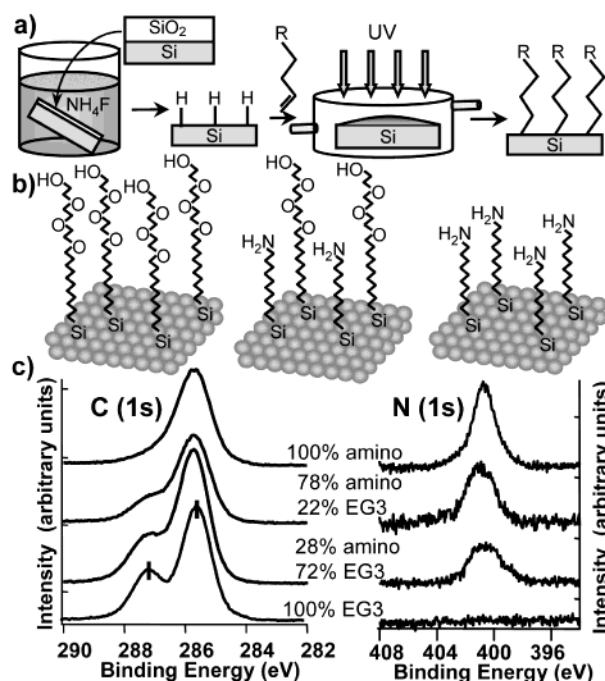 a)
SiO2
Si
NH4F
H H H
Si
R
UV
Si
R R R
Si
b)
HO HO HO HO
O O O O
O O O O
Si Si Si Si
HO HO
O O
O O
H2N H2N
Si Si Si Si
H2N H2N H2N H2N
Si Si Si Si
c)
C (1s)
N (1s)
100% amino
78% amino
22% EG3
28% amino
72% EG3
100% EG3
Intensity (arbitrary units)
Intensity (arbitrary units)
290 288 286 284 282
Binding Energy (eV)
408 404 400 396
Binding Energy (eV)